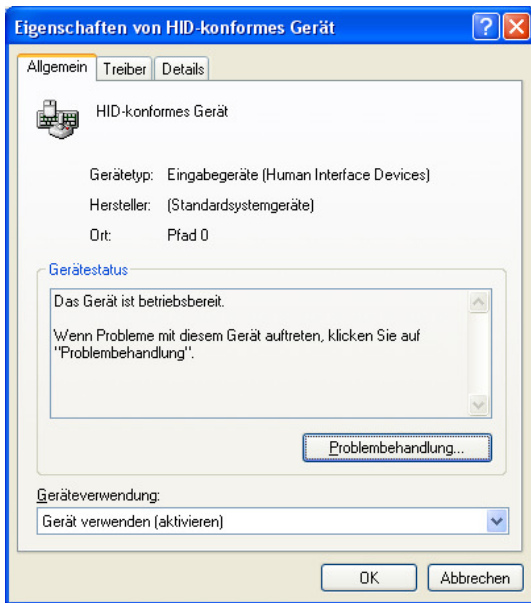 Eigenschaften von HID-konformes Gerät
Allgemein Treiber Details
HID-konformes Gerät
Gerätetyp: Eingabegeräte (Human Interface Devices)
Hersteller: (Standardsystemgeräte)
Ort: Pfad 0
Gerätestatus
Das Gerät ist betriebsbereit.
Wenn Probleme mit diesem Gerät auftreten, klicken Sie auf
"Problembehandlung".
Problembehandlung...
Geräteverwendung:
Gerät verwenden (aktivieren)
OK Abbrechen